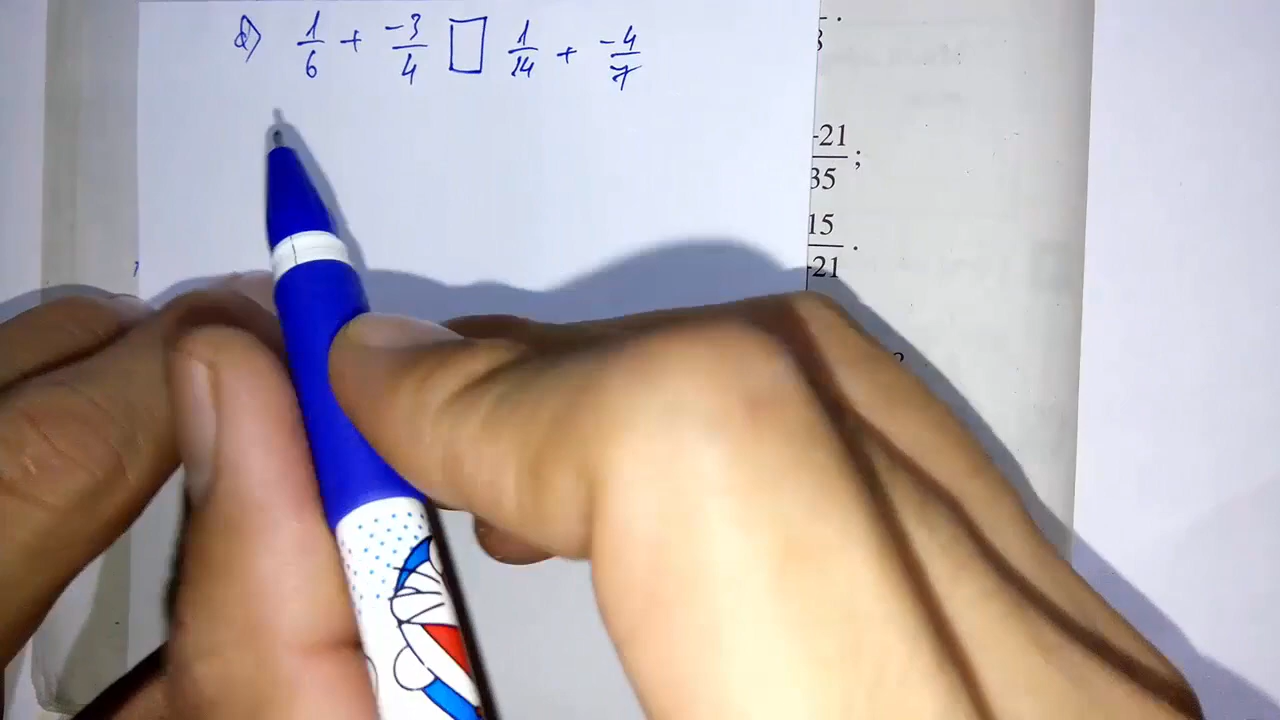 d) 1/6 + -3/4 □ 1/14 + -4/7
-21/35 ;
15/-21 .